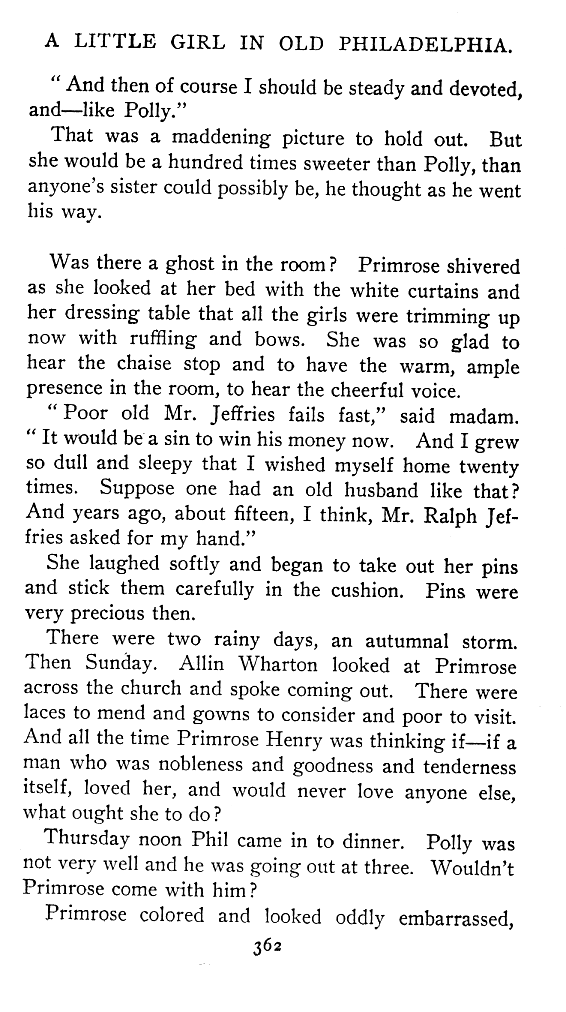 A LITTLE GIRL IN OLD PHILADELPHIA.
“ And then of course I should be steady and devoted,
and—like Polly.”
That was a maddening picture to hold out. But
she would be a hundred times sweeter than Polly, than
anyone’s sister could possibly be, he thought as he went
his way.
Was there a ghost in the room? Primrose shivered
as she looked at her bed with the white curtains and
her dressing table that all the girls were trimming up
now with ruffling and bows. She was so glad to
hear the chaise stop and to have the warm, ample
presence in the room, to hear the cheerful voice.
“ Poor old Mr. Jeffries fails fast,” said madam.
“ It would be a sin to win his money now. And I grew
so dull and sleepy that I wished myself home twenty
times. Suppose one had an old husband like that?
And years ago, about fifteen, I think, Mr. Ralph Jef-
fries asked for my hand.”
She laughed softly and began to take out her pins
and stick them carefully in the cushion. Pins were
very precious then.
There were two rainy days, an autumnal storm.
Then Sunday. Allin Wharton looked at Primrose
across the church and spoke coming out. There were
laces to mend and gowns to consider and poor to visit.
And all the time Primrose Henry was thinking if—if a
man who was nobleness and goodness and tenderness
itself, loved her, and would never love anyone else,
what ought she to do?
Thursday noon Phil came in to dinner. Polly was
not very well and he was going out at three. Wouldn’t
Primrose come with him?
Primrose colored and looked oddly embarrassed,
362